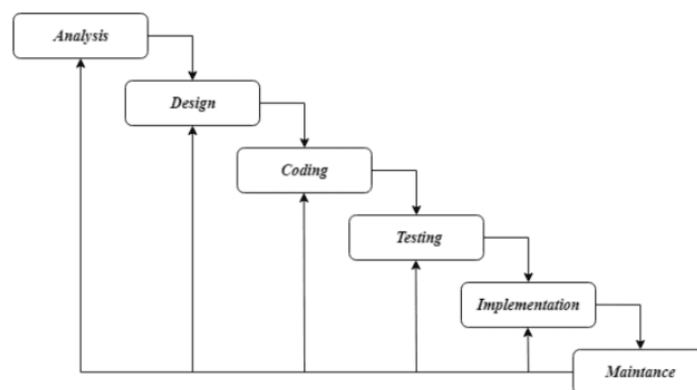 Analysis
Design
Coding
Testing
Implementation
Maintance